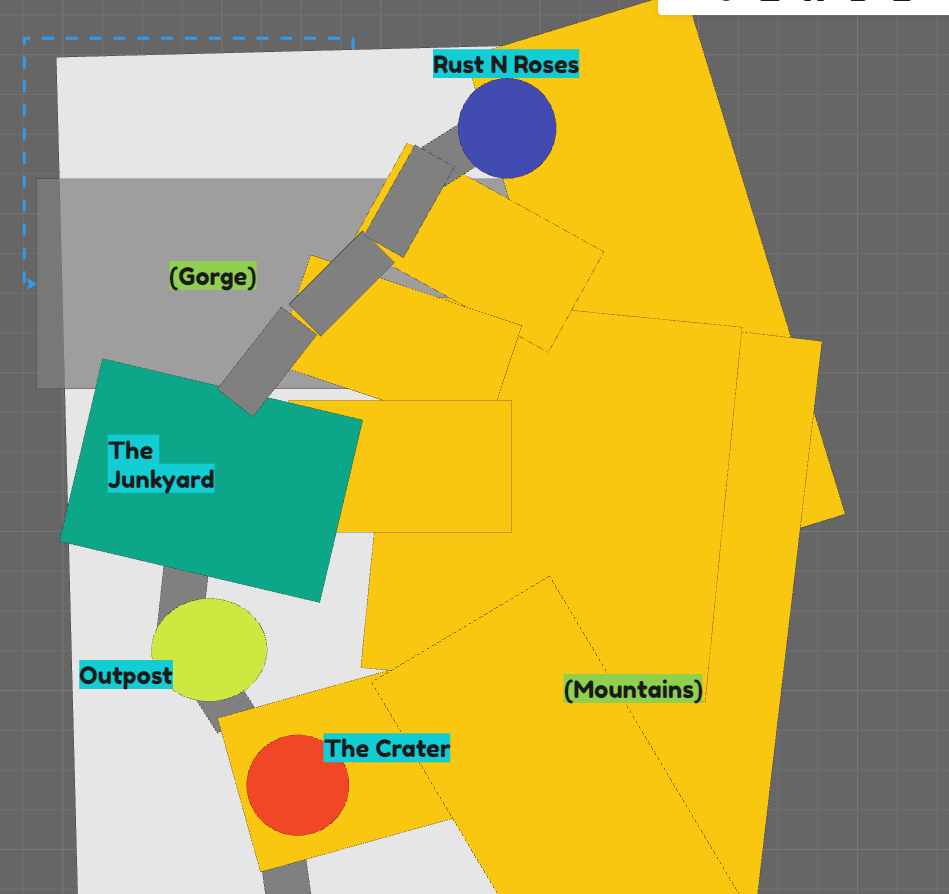 Rust N Roses
(Gorge)
The
Junkyard
Outpost
(Mountains)
The Crater